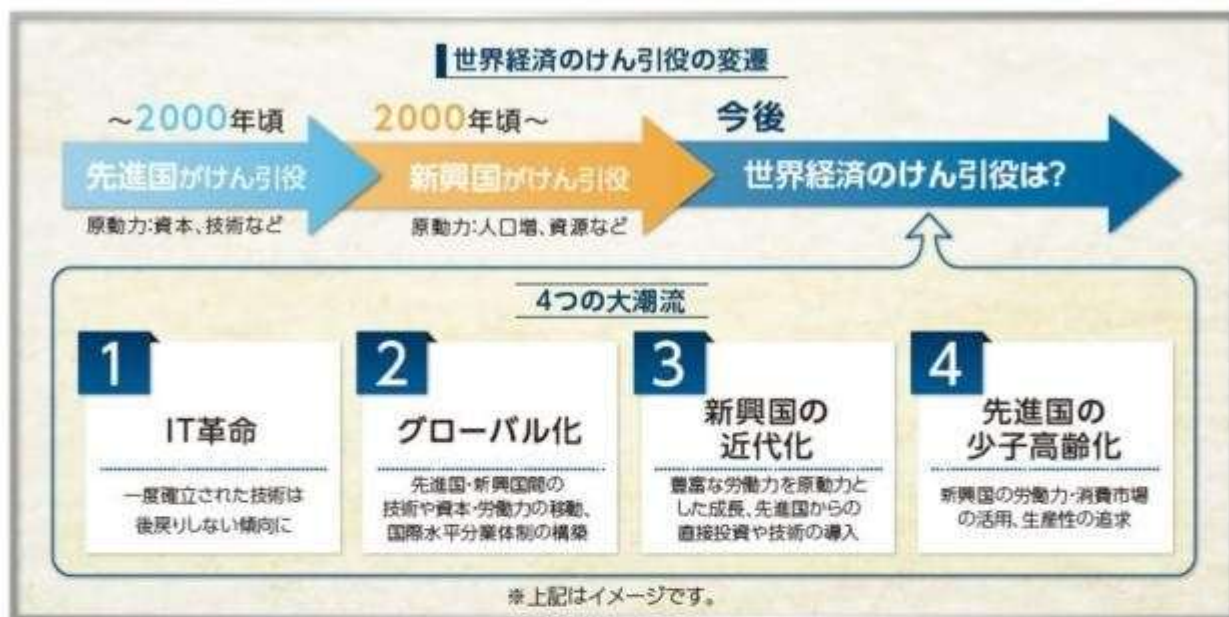 世界経済のけん引役の変遷
～2000年頃
2000年頃～
今後
先進国がけん引役
新興国がけん引役
世界経済のけん引役は?
原動力:資本、技術など
原動力:人口増、資源など
4つの大潮流
1
IT革命
一度確立された技術は
後戻りしない傾向に
2
グローバル化
先進国・新興国間の
技術や資本・労働力の移動、
国際水平分業体制の構築
3
新興国の
近代化
豊富な労働力を原動力と
した成長、先進国からの
直接投資や技術の導入
4
先進国の
少子高齢化
新興国の労働力・消費市場
の活用、生産性の追求
※上記はイメージです。